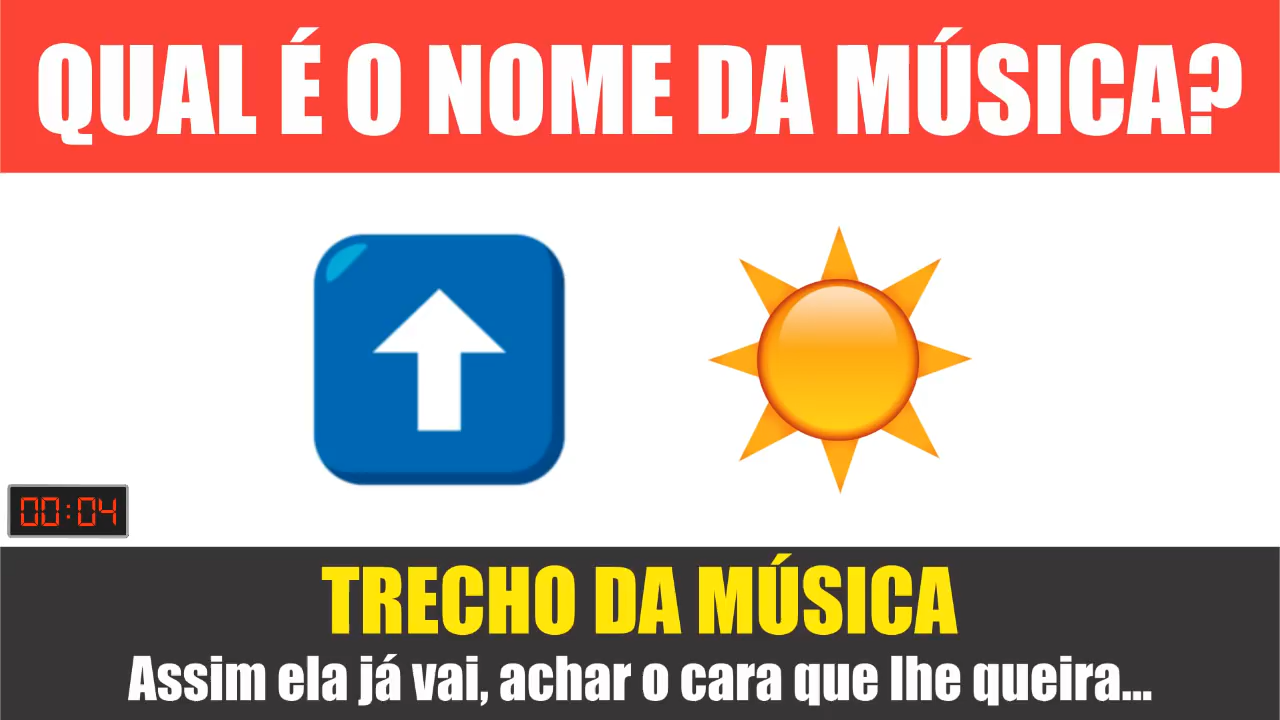 QUAL É O NOME DA MÚSICA?
00:04
TRECHO DA MÚSICA
Assim ela já vai, achar o cara que lhe queira...